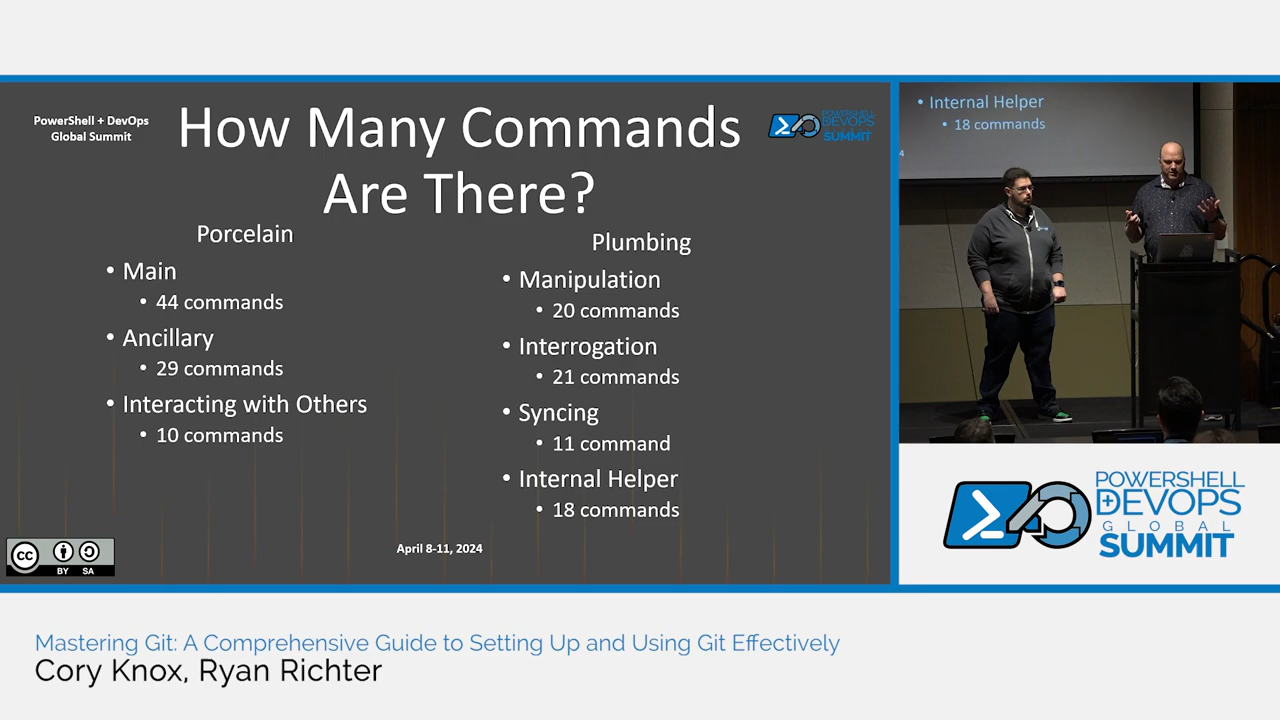 PowerShell + DevOps
Global Summit
How Many Commands
Are There?
POWERSHELL
DEVOPS
GLOBAL
SUMMIT
Porcelain
• Main
• 44 commands
• Ancillary
• 29 commands
• Interacting with Others
• 10 commands
Plumbing
• Manipulation
• 20 commands
• Interrogation
• 21 commands
• Syncing
• 11 command
• Internal Helper
• 18 commands
April 8-11, 2024
cc
BY SA
• Internal Helper
• 18 commands
4
POWERSHELL
+DEVOPS
GLOBAL
SUMMIT
Mastering Git: A Comprehensive Guide to Setting Up and Using Git Effectively
Cory Knox, Ryan Richter